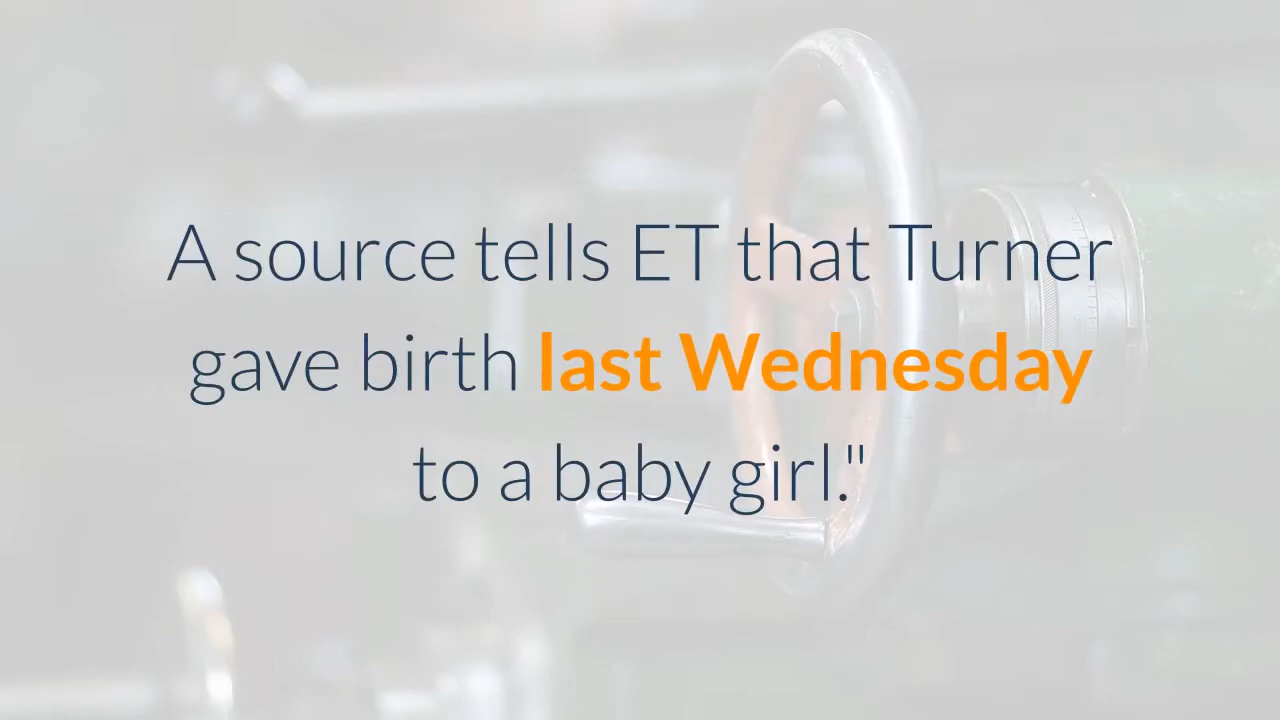 A source tells ET that Turner
gave birth last Wednesday
to a baby girl."